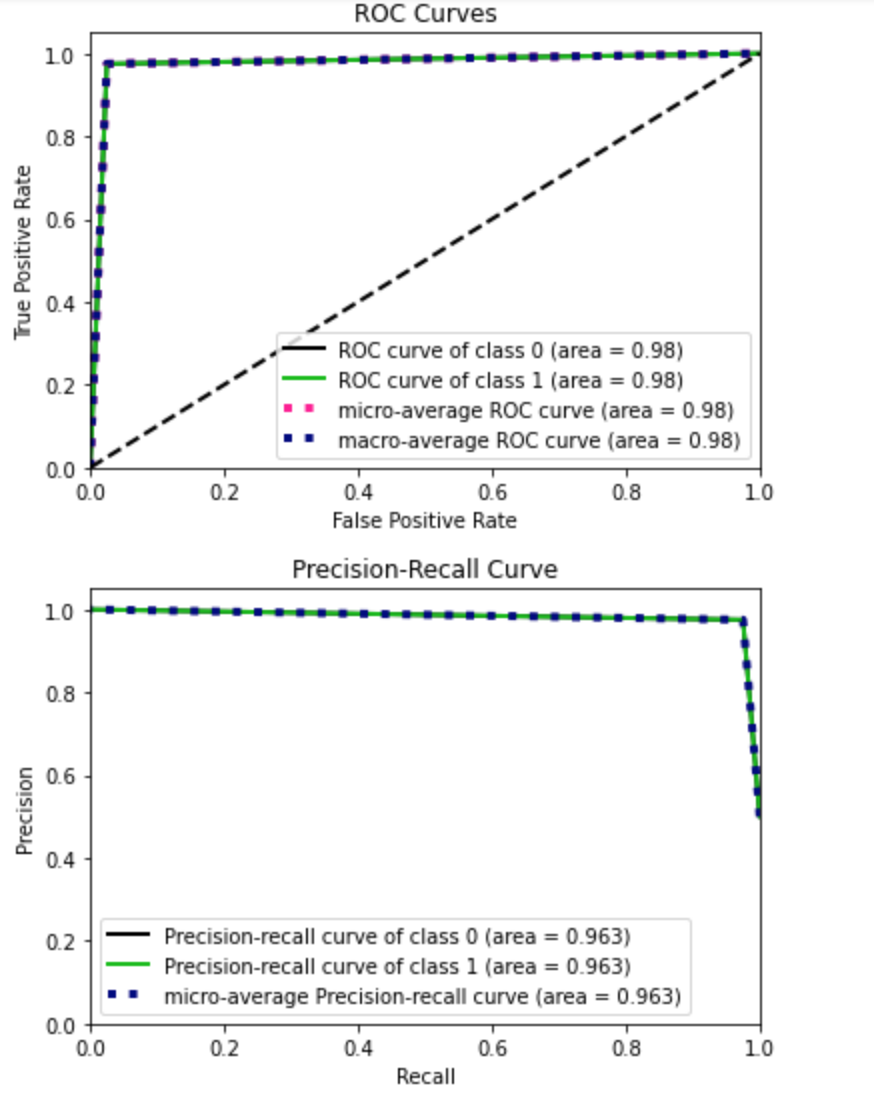 ROC Curves
1.0
0.8
0.6
0.4
0.2
0.0
True Positive Rate
ROC curve of class 0 (area = 0.98)
ROC curve of class 1 (area = 0.98)
micro-average ROC curve (area = 0.98)
macro-average ROC curve (area = 0.98)
0.0 0.2 0.4 0.6 0.8 1.0
False Positive Rate
Precision-Recall Curve
1.0
0.8
0.6
0.4
0.2
0.0
Precision
Precision-recall curve of class 0 (area = 0.963)
Precision-recall curve of class 1 (area = 0.963)
micro-average Precision-recall curve (area = 0.963)
0.0 0.2 0.4 0.6 0.8 1.0
Recall